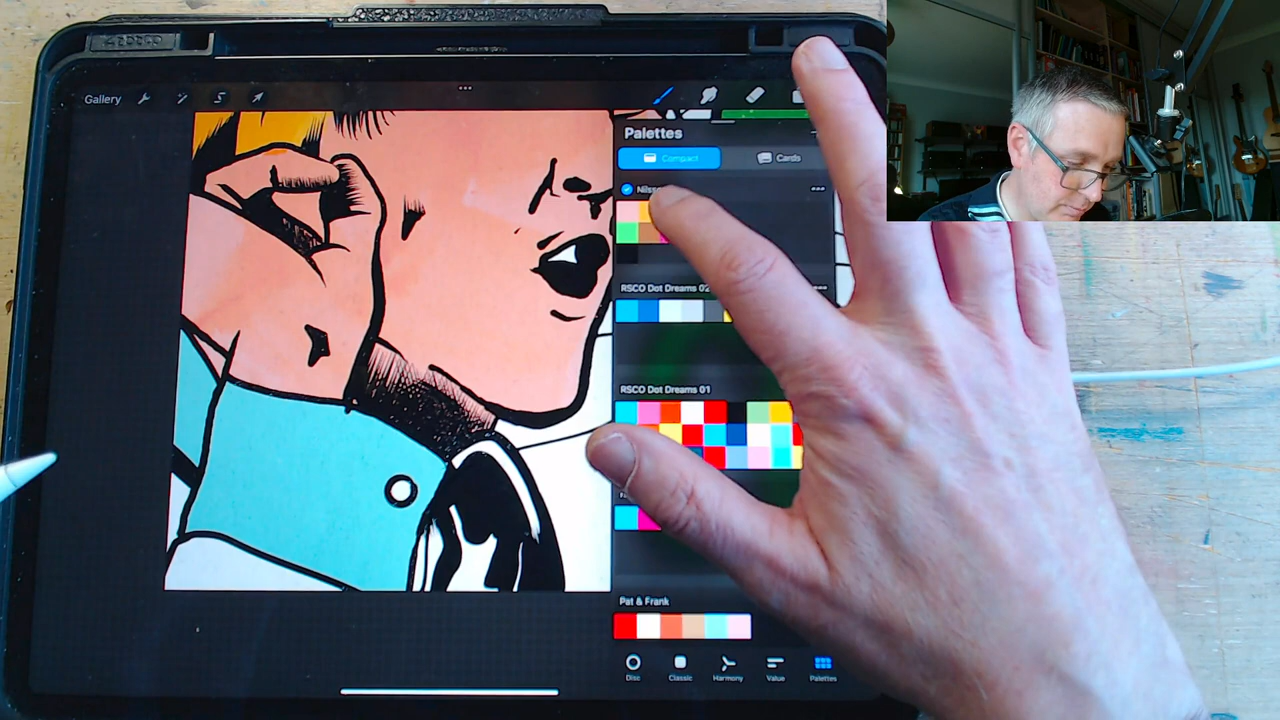 Gallery
Palettes
Compact
Cards
RSCO Dot Dreams 02
RSCO Dot Dreams 01
Pat & Frank
Disc
Classic
Harmony
Value
Palettes